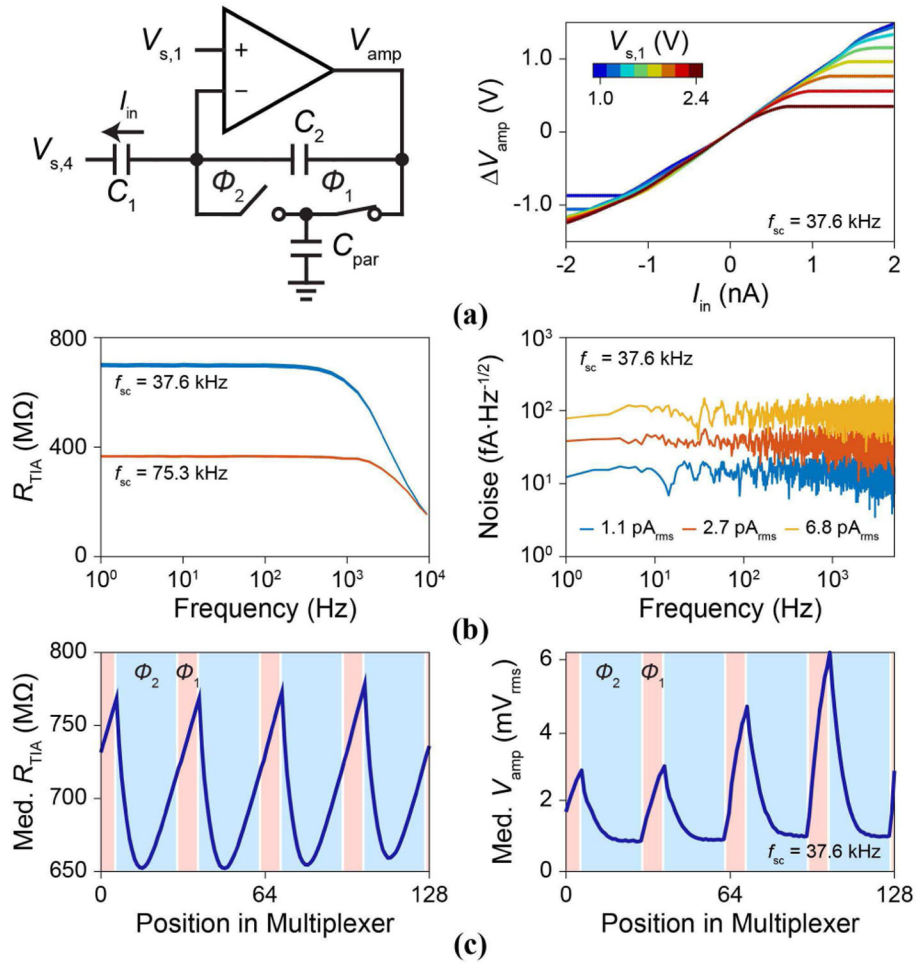 V_s,1
V_amp
+
−
I_in
C_2
V_s,4
C_1
Φ_2
Φ_1
C_par
V_s,1 (V)
1.0
2.4
1.0
0
-1.0
ΔV_amp (V)
f_sc = 37.6 kHz
-2 -1 0 1 2
I_in (nA)
(a)
800
400
0
R_TIA (MΩ)
f_sc = 37.6 kHz
f_sc = 75.3 kHz
10^0 10^1 10^2 10^3 10^4
Frequency (Hz)
10^3
10^2
10^1
10^0
Noise (fA·Hz^-1/2)
f_sc = 37.6 kHz
1.1 pA_rms 2.7 pA_rms 6.8 pA_rms
10^0 10^1 10^2 10^3
Frequency (Hz)
(b)
800
750
700
650
Med. R_TIA (MΩ)
Φ_2 Φ_1
0 64 128
Position in Multiplexer
6
4
2
0
Med. V_amp (mV_rms)
Φ_2 Φ_1
f_sc = 37.6 kHz
0 64 128
Position in Multiplexer
(c)